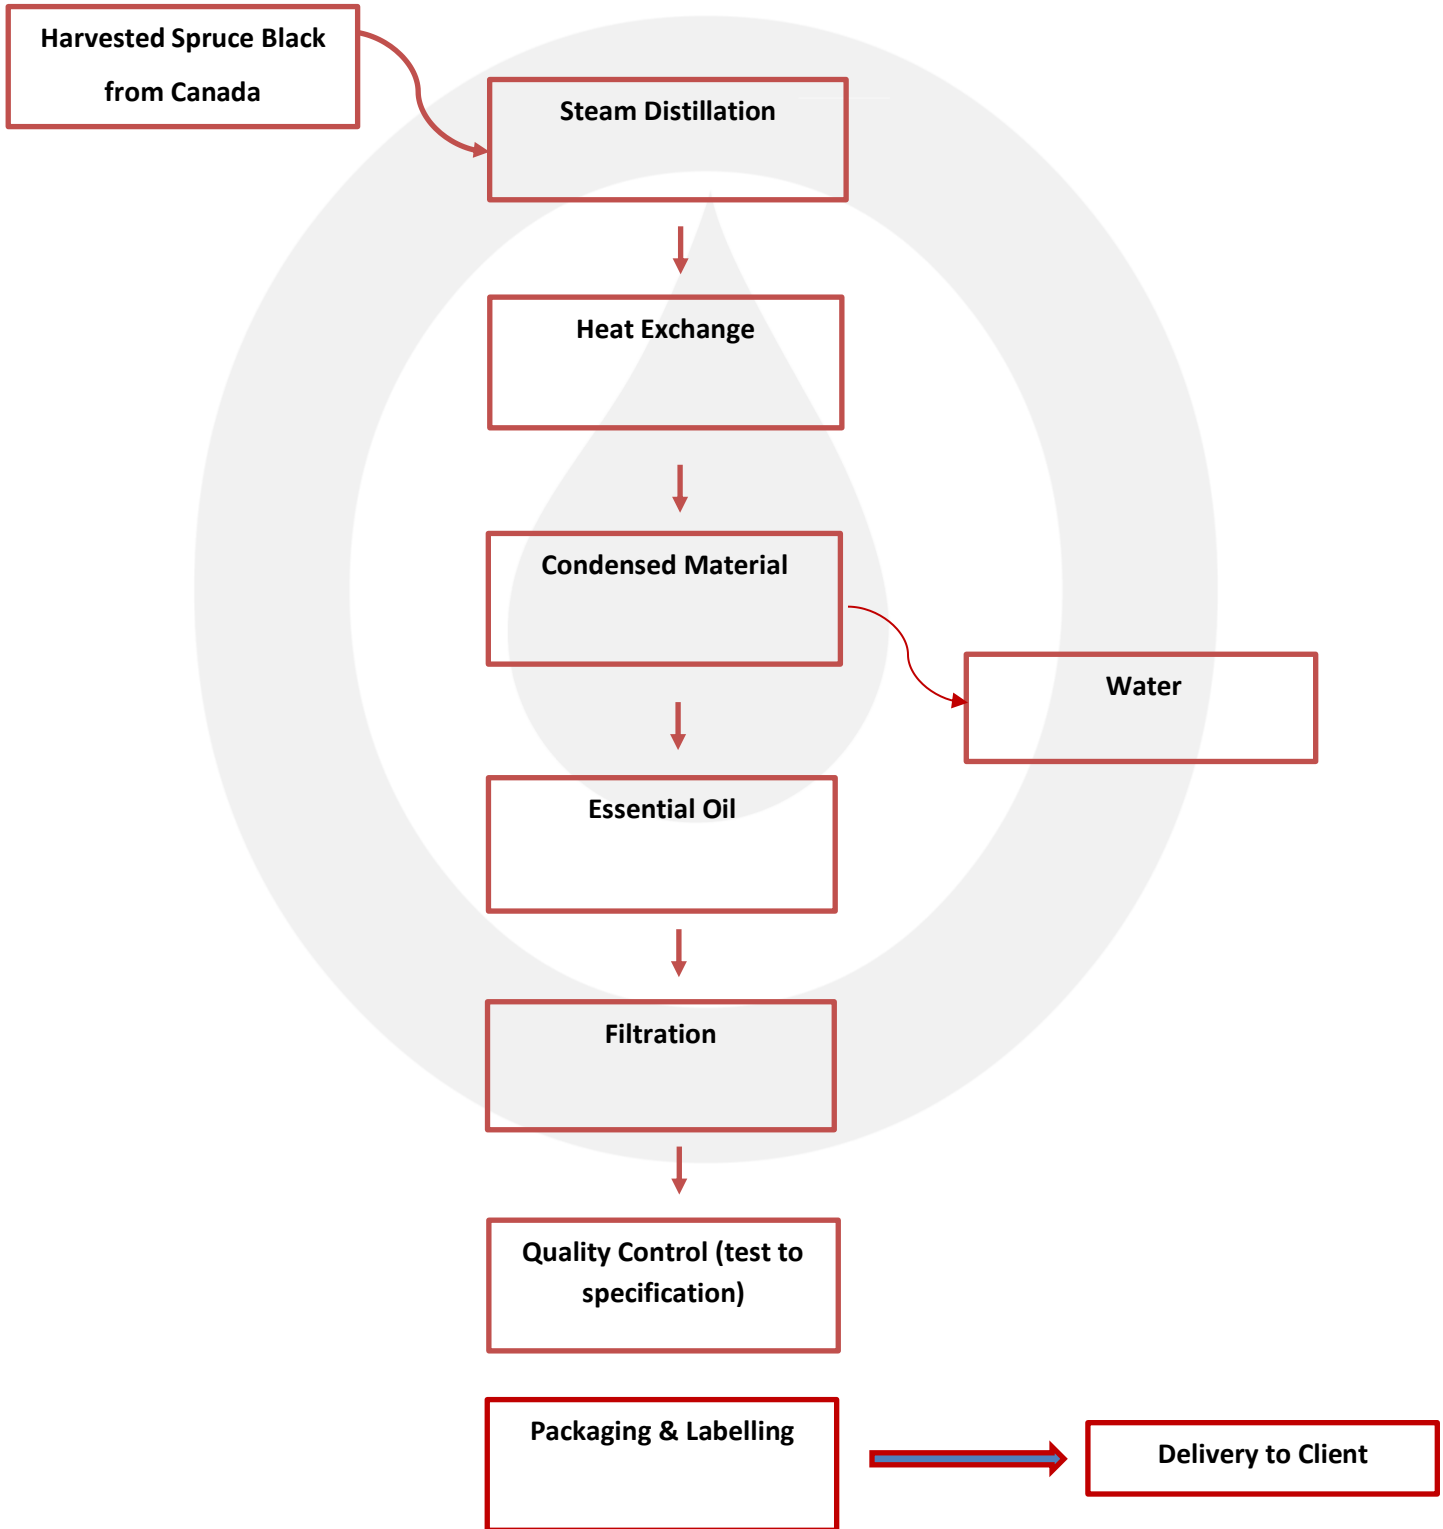 Harvested Spruce Black
from Canada
Steam Distillation
Heat Exchange
Condensed Material
Water
Essential Oil
Filtration
Quality Control (test to
specification)
Packaging & Labelling
Delivery to Client